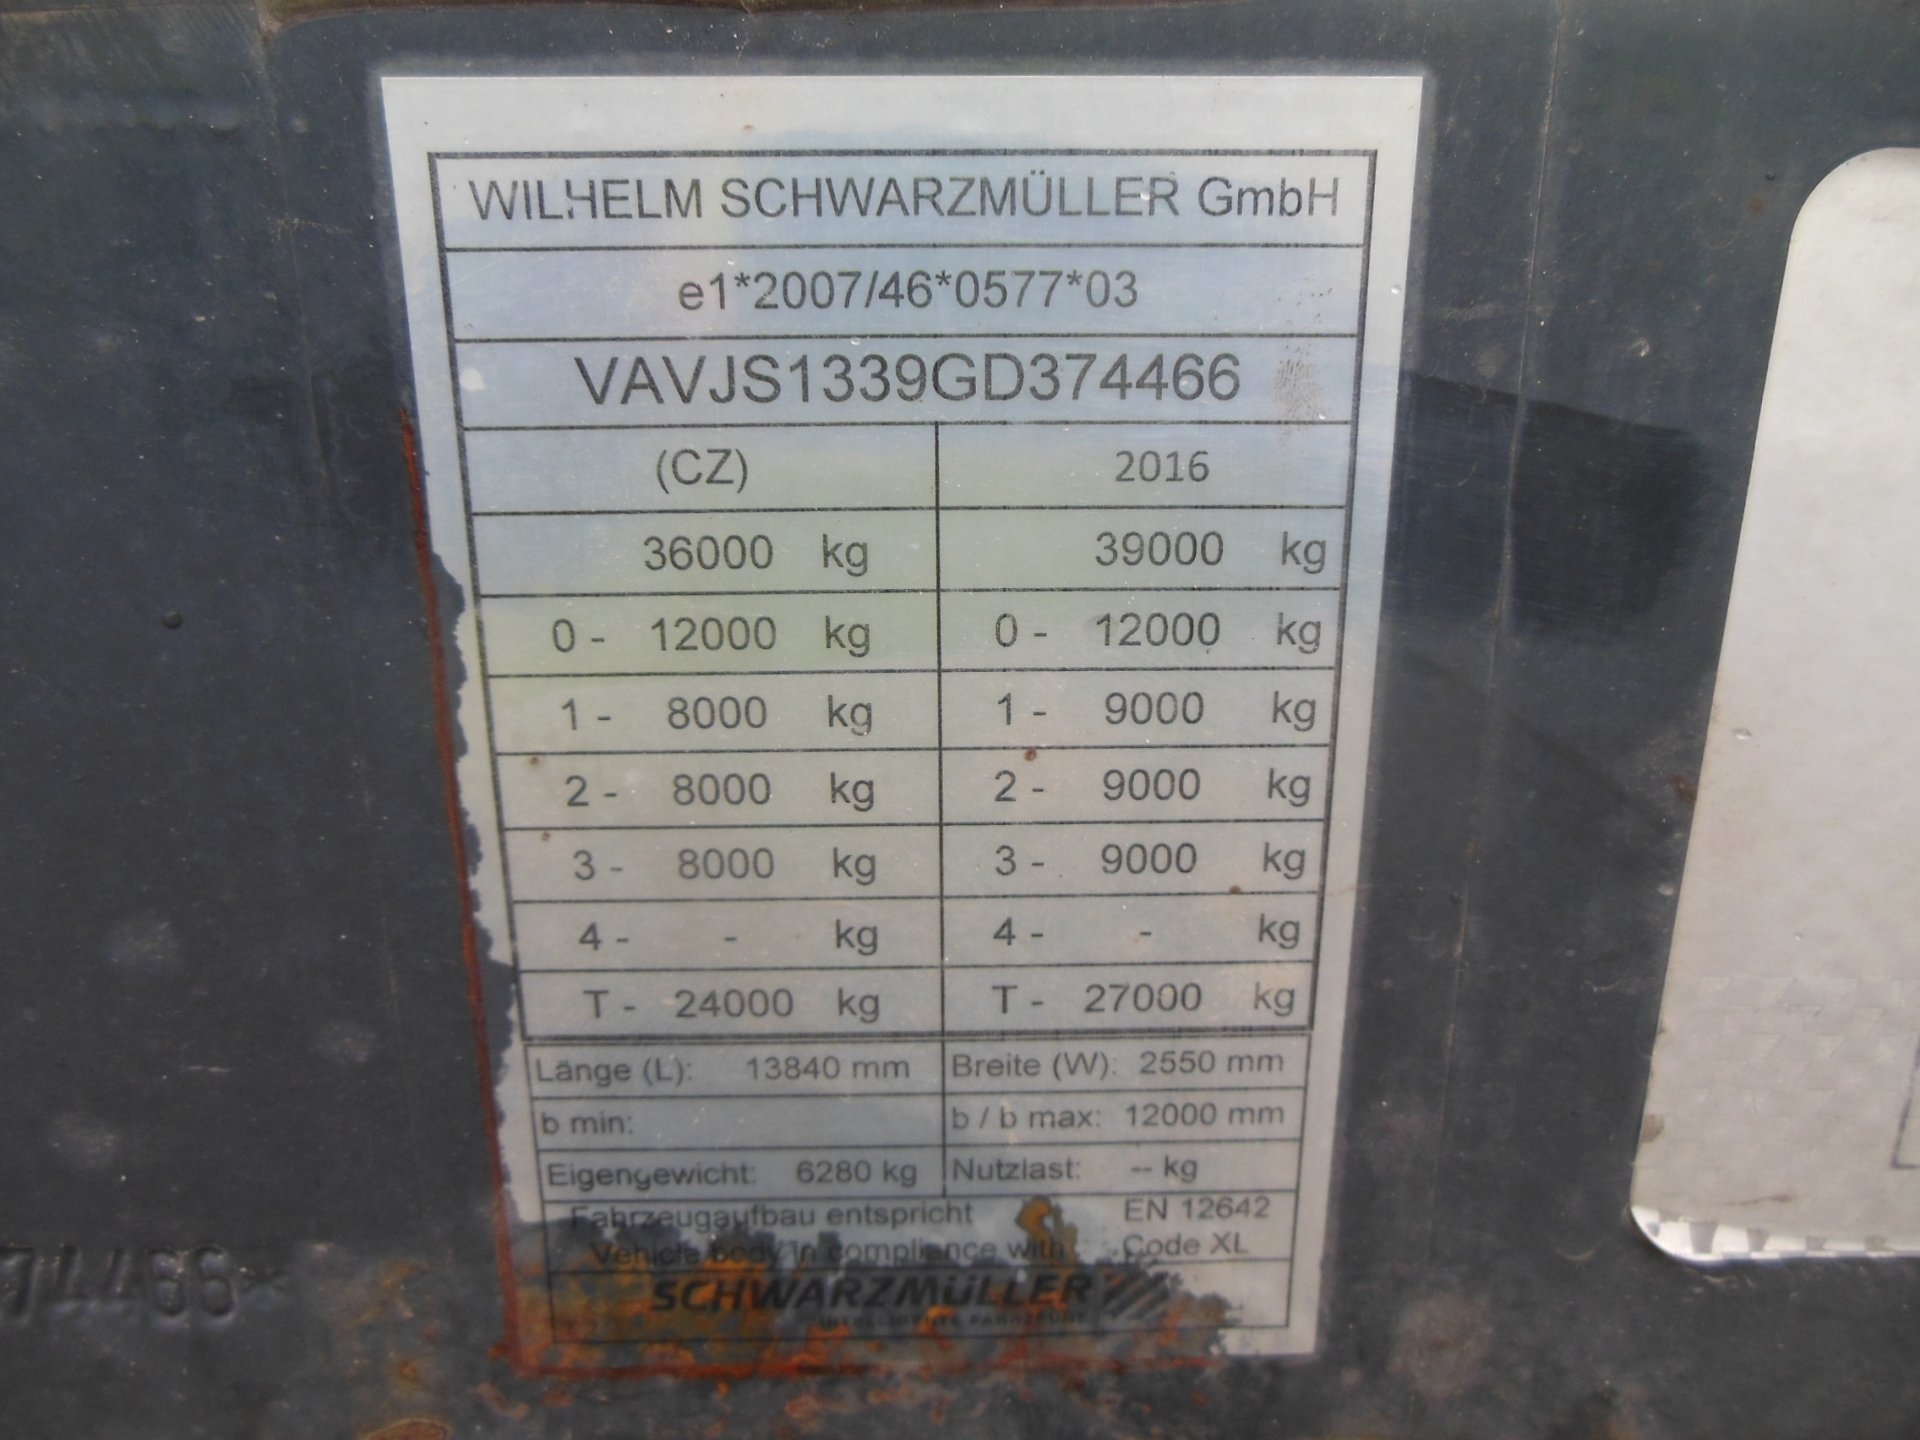 WILHELM SCHWARZMÜLLER GmbH
e1*2007/46*0577*03
VAVJS1339GD374466
(CZ) 2016
36000 kg 39000 kg
0 - 12000 kg 0 - 12000 kg
1 - 8000 kg 1 - 9000 kg
2 - 8000 kg 2 - 9000 kg
3 - 8000 kg 3 - 9000 kg
4 - - kg 4 - - kg
T - 24000 kg T - 27000 kg
Länge (L): 13840 mm Breite (W): 2550 mm
b min: b / b max: 12000 mm
Eigengewicht: 6280 kg Nutzlast: -- kg
Fahrzeugaufbau entspricht EN 12642
Vehicle body in compliance with Code XL
SCHWARZMÜLLER
INTELLIGENTE FAHRZEUGE
74466*